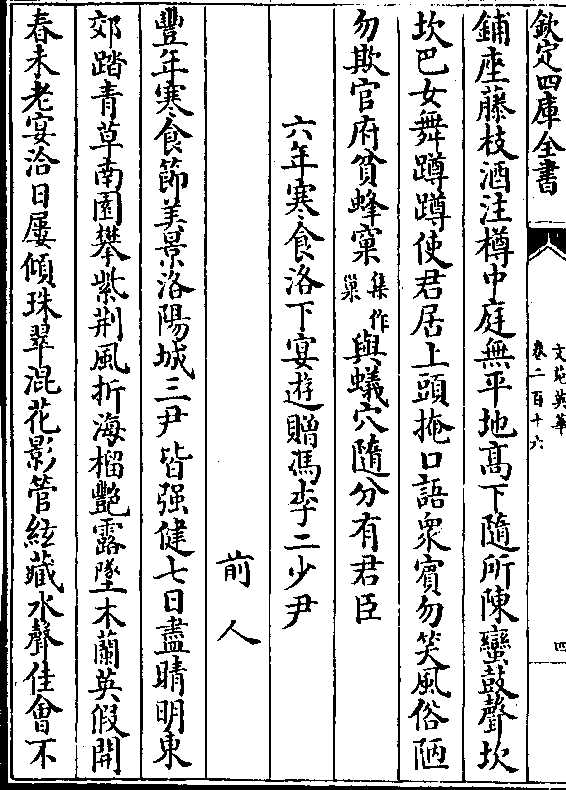 欽定四庫全書
文苑英華
卷二百十六
四
鋪座藤枝酒注樽中庭無平地高下隨所陳蠻鼓聲坎
坎巴女舞蹲蹲使君居上頭掩口語衆賓勿笑風俗陋
勿欺官府貧蜂窠集作巢與蟻穴隨分有君臣
六年寒食洛下宴遊贈馮李二少尹
前人
豐年寒食節美景洛陽城三尹皆强健七日盡晴明東
郊踏青草南園攀紫荆風折海榴艷露墜木蘭英假開
春未老宴洽日屢傾珠翠混花影管絃藏水聲佳會不